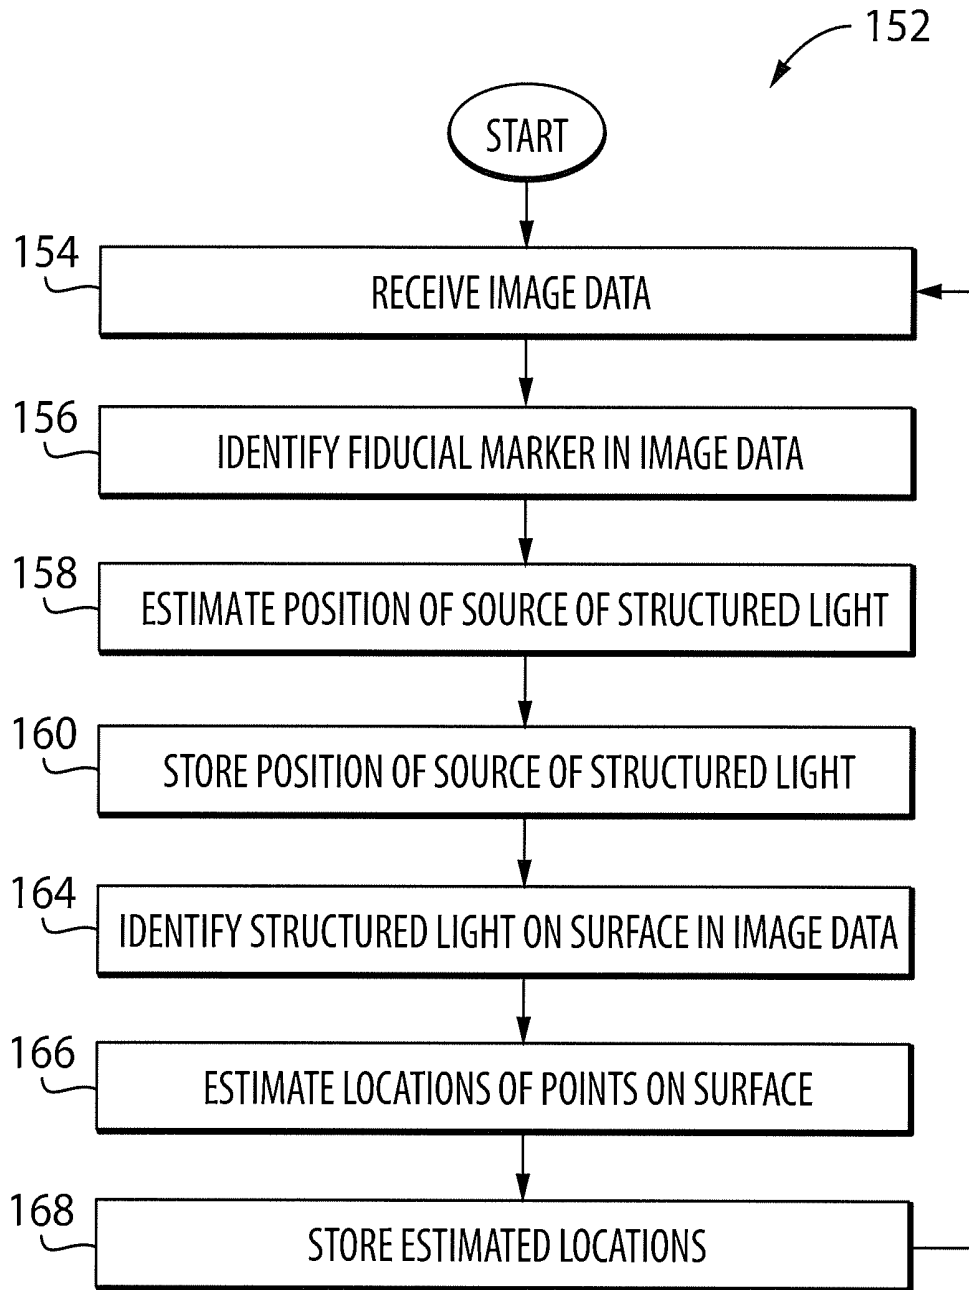 152
START
154
RECEIVE IMAGE DATA
156
IDENTIFY FIDUCIAL MARKER IN IMAGE DATA
158
ESTIMATE POSITION OF SOURCE OF STRUCTURED LIGHT
160
STORE POSITION OF SOURCE OF STRUCTURED LIGHT
164
IDENTIFY STRUCTURED LIGHT ON SURFACE IN IMAGE DATA
166
ESTIMATE LOCATIONS OF POINTS ON SURFACE
168
STORE ESTIMATED LOCATIONS